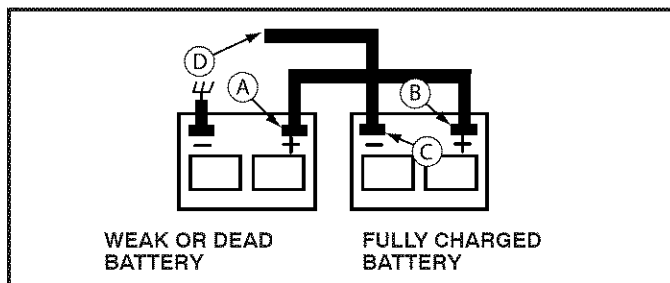 D
A
B
C
− + − +
WEAK OR DEAD
BATTERY
FULLY CHARGED
BATTERY